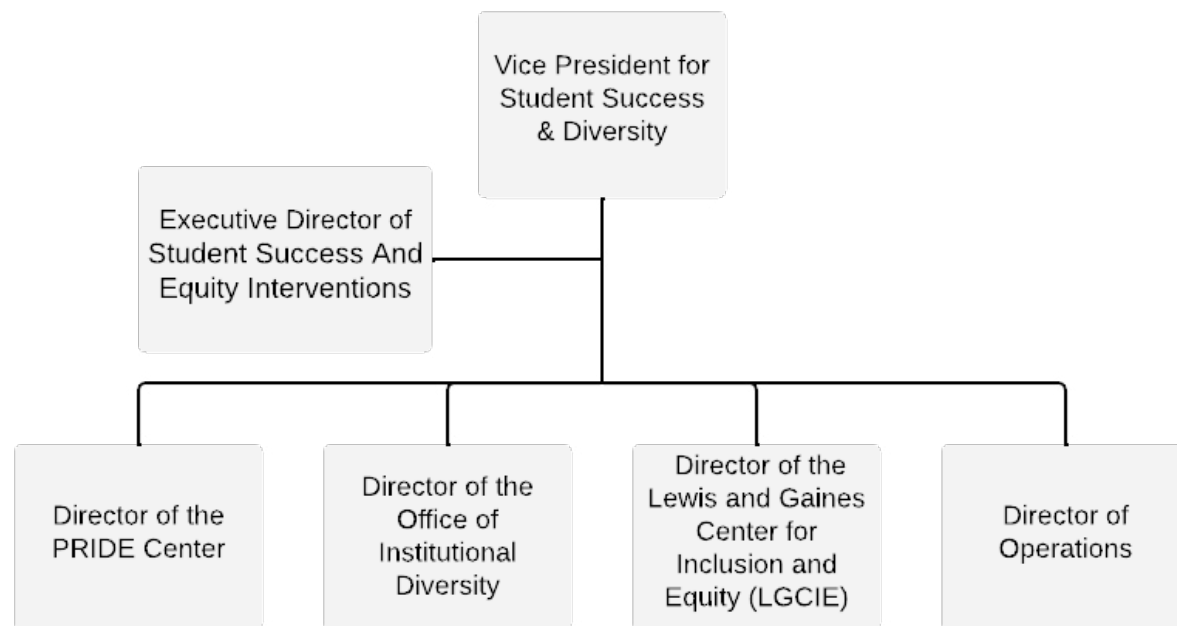 Vice President for
Student Success
& Diversity
Executive Director of
Student Success And
Equity Interventions
Director of the
PRIDE Center
Director of the
Office of
Institutional
Diversity
Director of the
Lewis and Gaines
Center for
Inclusion and
Equity (LGCIE)
Director of
Operations